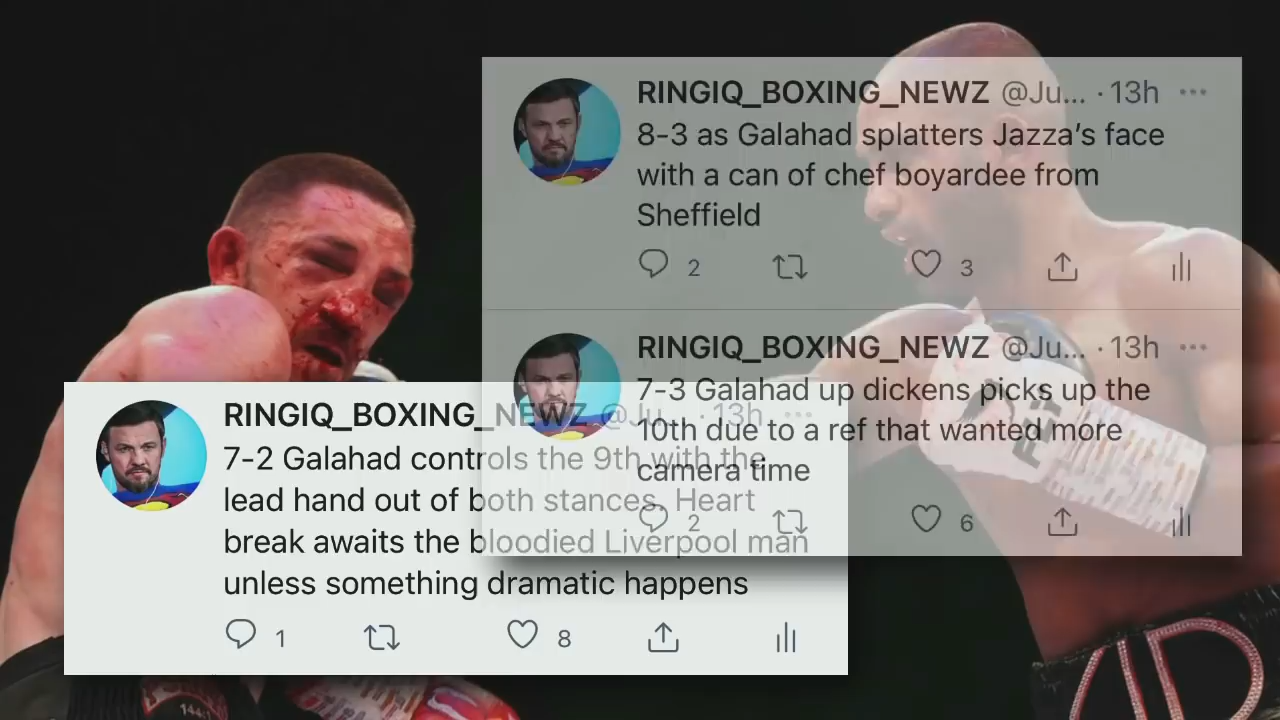 RINGIQ_BOXING_NEWZ @Ju... · 13h
8-3 as Galahad splatters Jazza's face
with a can of chef boyardee from
Sheffield
2 3
RINGIQ_BOXING_NEWZ @Ju... · 13h
7-3 Galahad up dickens picks up the
10th due to a ref that wanted more
camera time
2 6
RINGIQ_BOXING_NEWZ @Ju... · 13h
7-2 Galahad controls the 9th with the
lead hand out of both stances. Heart
break awaits the bloodied Liverpool man
unless something dramatic happens
1 8